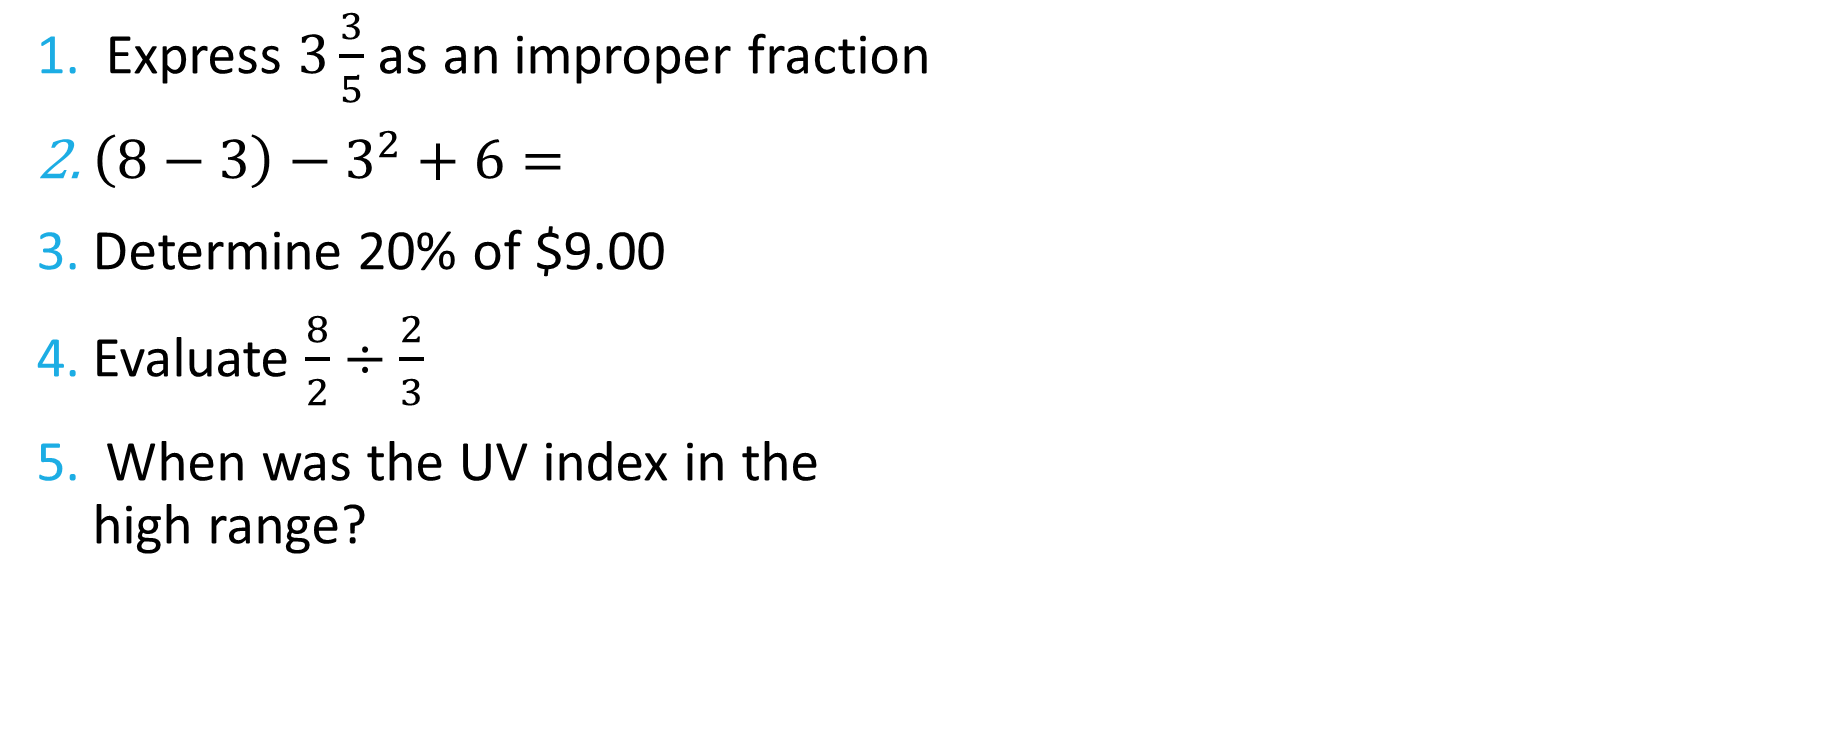 1. Express 3 3/5 as an improper fraction
2. (8 − 3) − 3² + 6 =
3. Determine 20% of $9.00
4. Evaluate 8/2 ÷ 2/3
5. When was the UV index in the
high range?